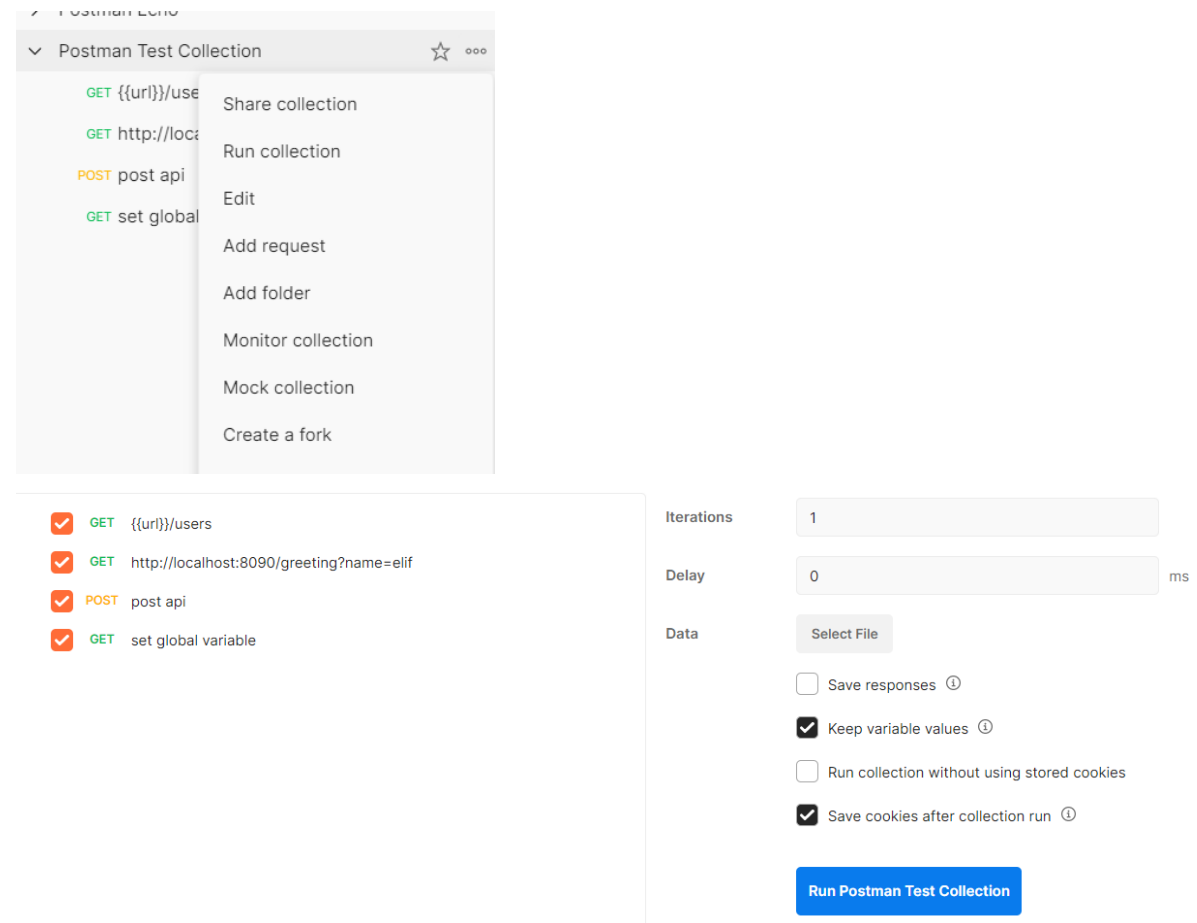 Postman Echo
Postman Test Collection
GET {{url}}/use
GET http://loca
POST post api
GET set global
Share collection
Run collection
Edit
Add request
Add folder
Monitor collection
Mock collection
Create a fork
GET {{url}}/users
GET http://localhost:8090/greeting?name=elif
POST post api
GET set global variable
Iterations 1
Delay 0 ms
Data Select File
Save responses
Keep variable values
Run collection without using stored cookies
Save cookies after collection run
Run Postman Test Collection